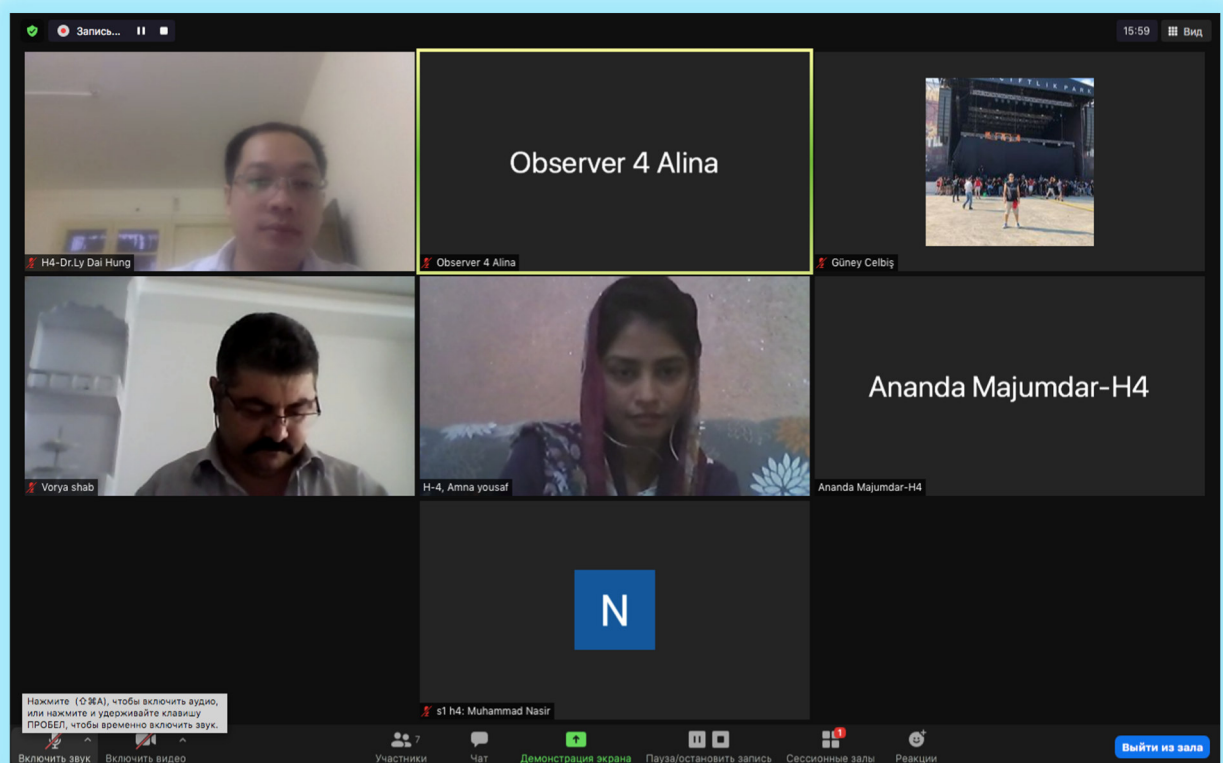 Запись...
15:59
Вид
H4-Dr.Ly Dai Hung
Observer 4 Alina
Observer 4 Alina
IFTLIK PARK
Güney Celbiş
Vorya shab
H-4, Amna yousaf
Ananda Majumdar-H4
Ananda Majumdar-H4
N
s1 h4: Muhammad Nasir
Нажмите (⇧⌘A), чтобы включить аудио,
или нажмите и удерживайте клавишу
ПРОБЕЛ, чтобы временно включить звук.
Включить звук
Включить видео
7
Участники
Чат
Демонстрация экрана
Пауза/остановить запись
1
Сессионные залы
Реакции
Выйти из зала